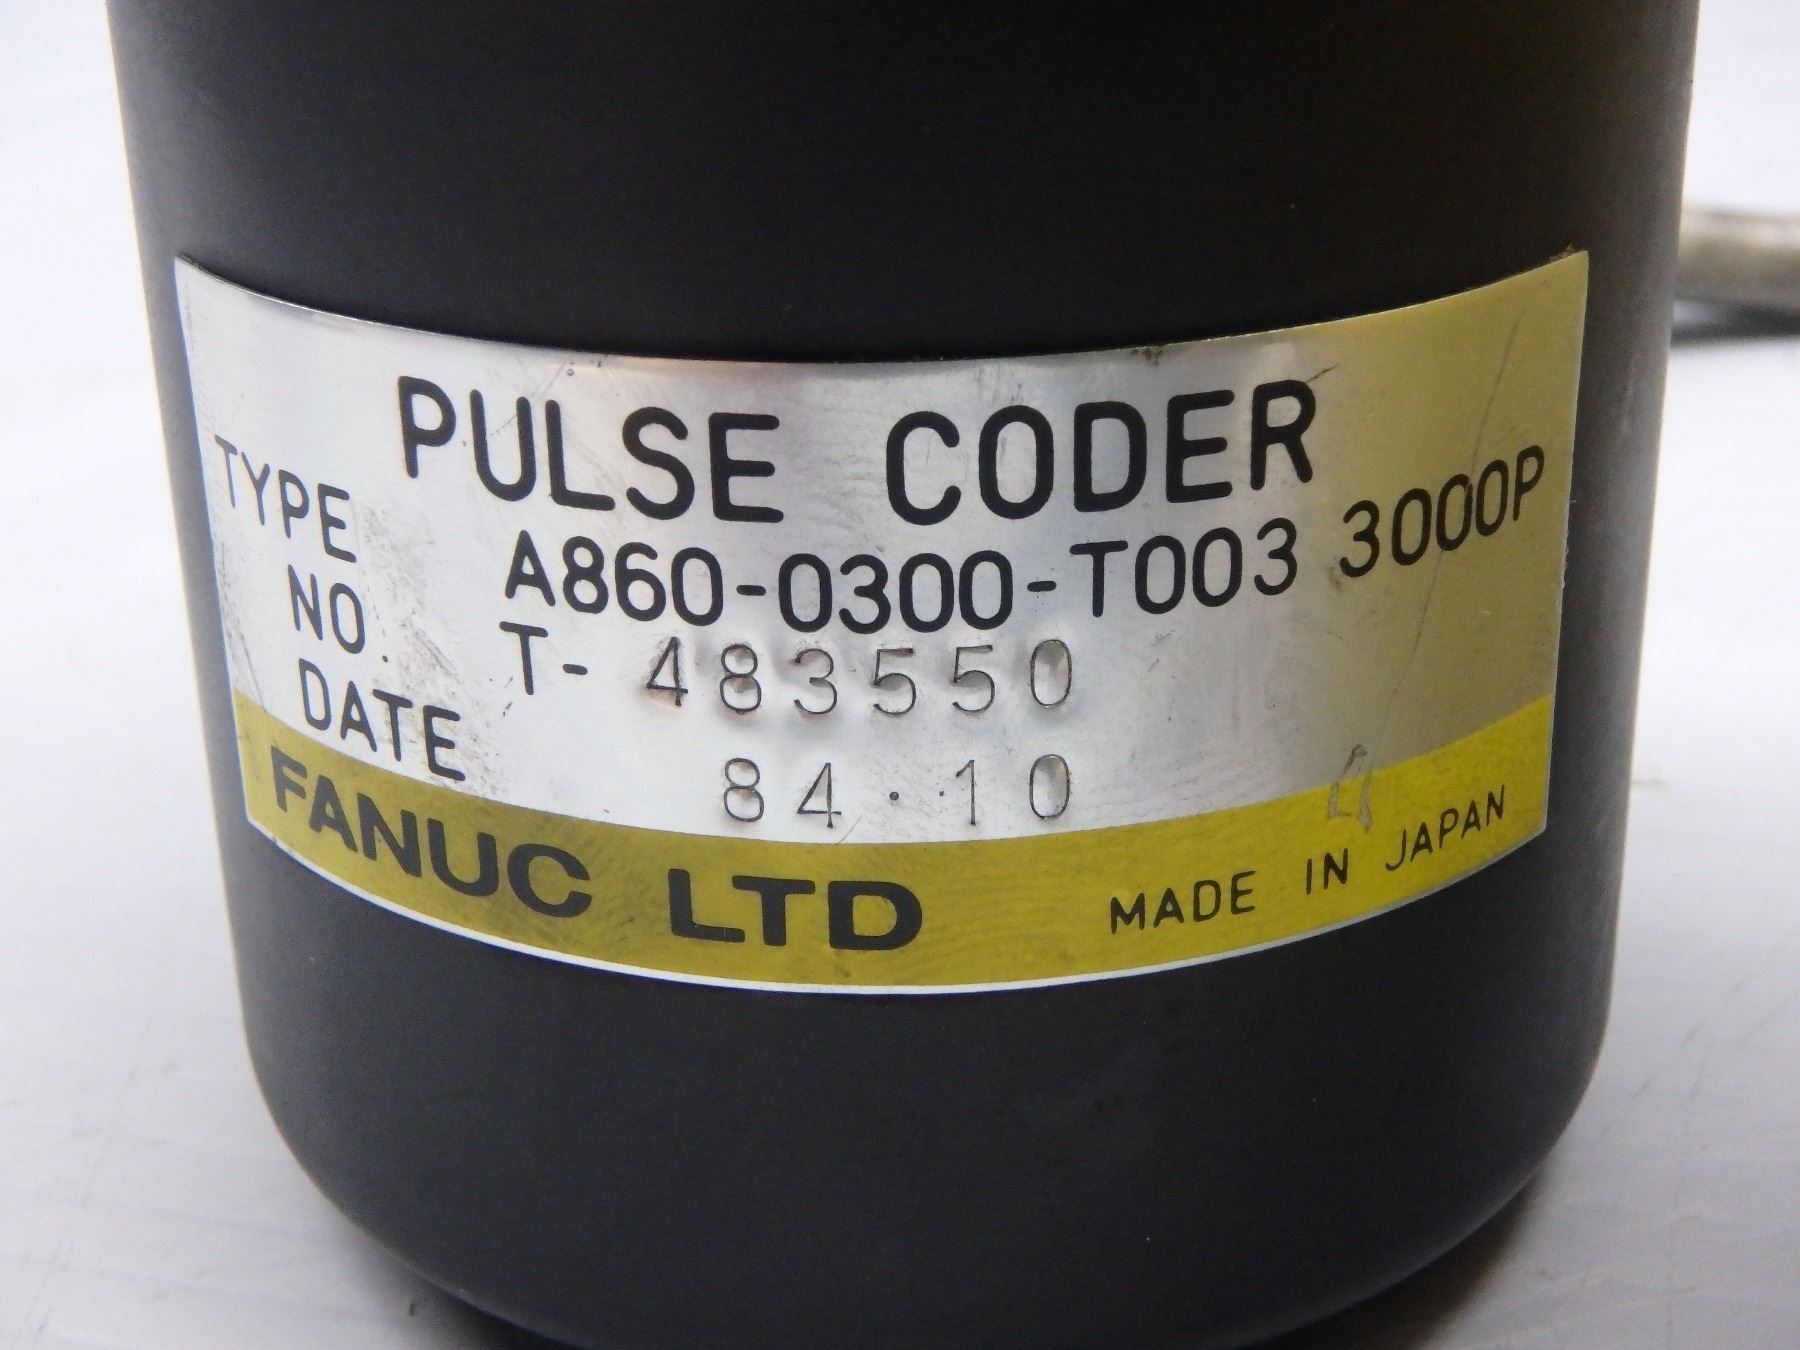 PULSE CODER
TYPE A860-0300-T003 3000P
NO. T- 483550
DATE 84.10
FANUC LTD MADE IN JAPAN